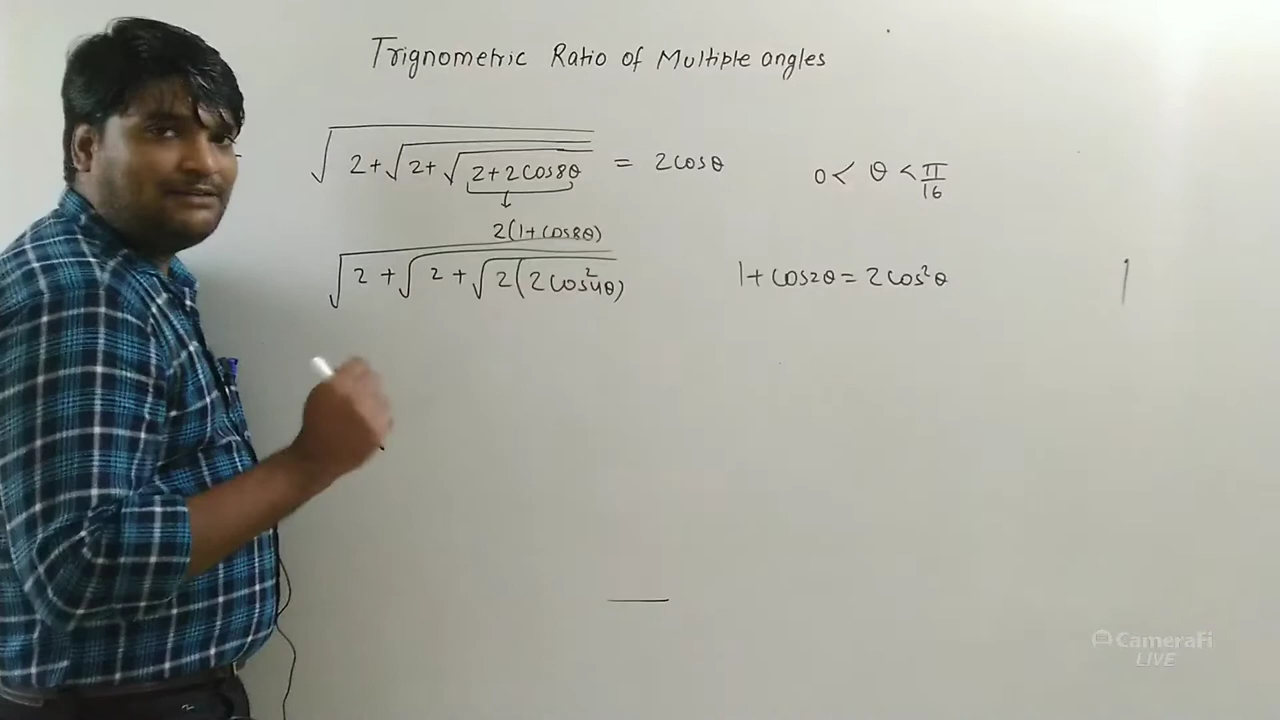 Trignometric Ratio of Multiple angles
√(2+√(2+√(2+2cos8θ))) = 2cosθ 0 < θ < π/16
↓
2(1+cos8θ)
√(2+√(2+√(2(2cos²4θ)))) 1+cos2θ = 2cos²θ
CameraFi
LIVE